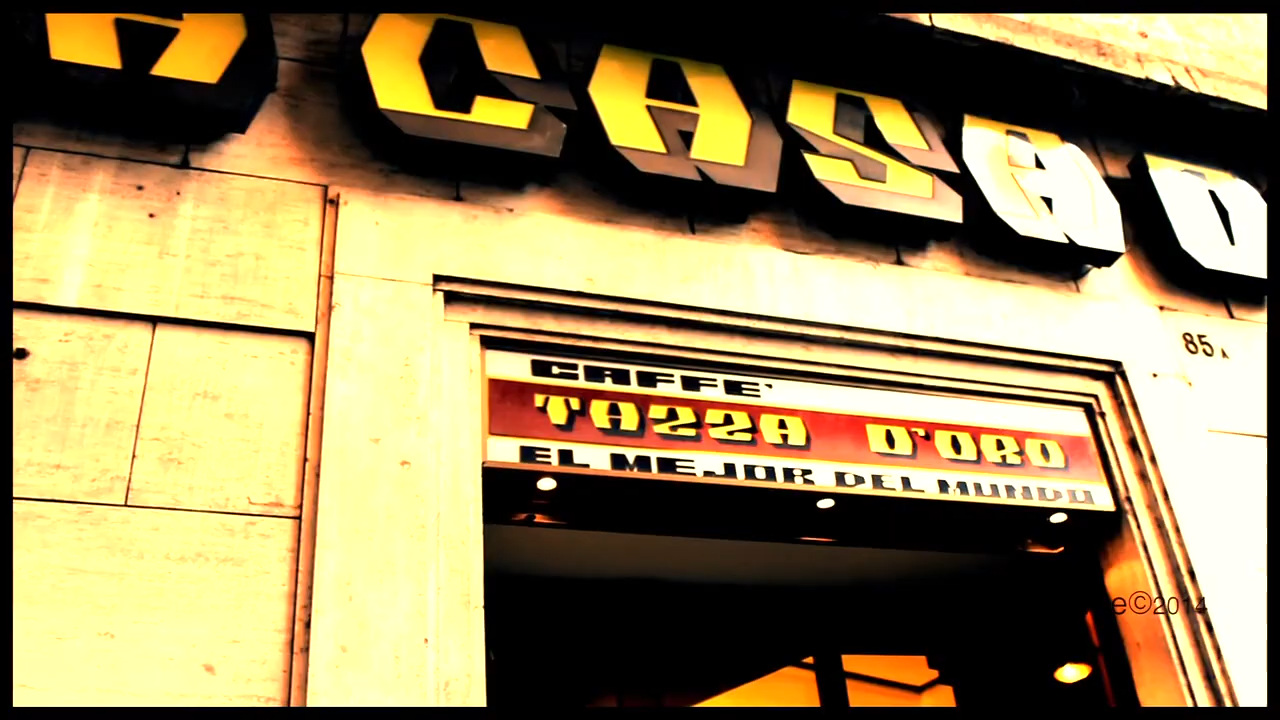 A CASA D
85A
CAFFE'
TAZZA D'ORO
EL MEJOR DEL MUNDO
e©2014